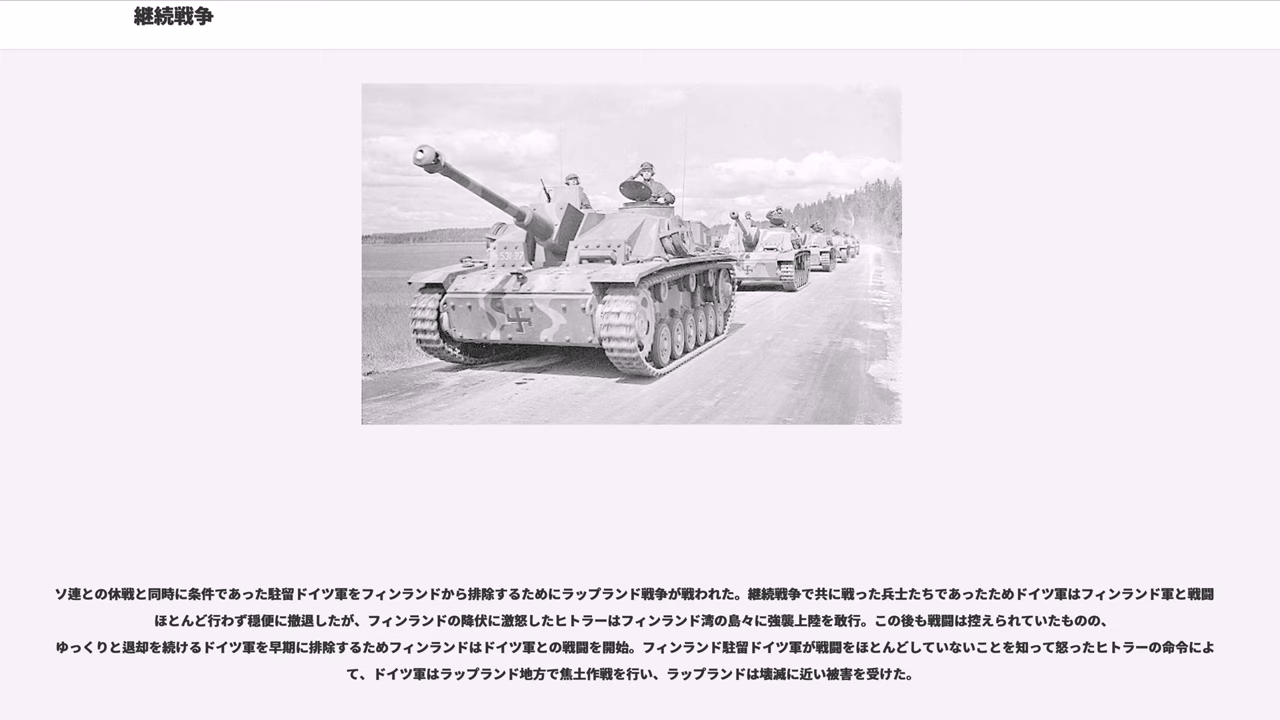 継続戦争
ソ連との休戦と同時に条件であった駐留ドイツ軍をフィンランドから排除するためにラップランド戦争が戦われた。継続戦争で共に戦った兵士たちであったためドイツ軍はフィンランド軍と戦闘
ほとんど行わず穏便に撤退したが、フィンランドの降伏に激怒したヒトラーはフィンランド湾の島々に強襲上陸を敢行。この後も戦闘は控えられていたものの、
ゆっくりと退却を続けるドイツ軍を早期に排除するためフィンランドはドイツ軍との戦闘を開始。フィンランド駐留ドイツ軍が戦闘をほとんどしていないことを知って怒ったヒトラーの命令によ
て、ドイツ軍はラップランド地方で焦土作戦を行い、ラップランドは壊滅に近い被害を受けた。